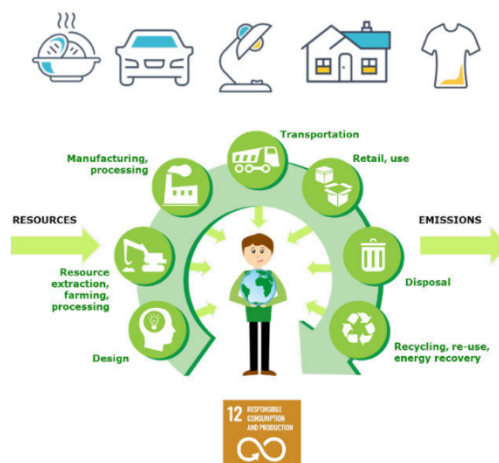 Transportation
Manufacturing,
processing
Retail, use
RESOURCES
EMISSIONS
Resource
extraction,
farming,
processing
Disposal
Design
Recycling, re-use,
energy recovery
12 RESPONSIBLE
CONSUMPTION
AND PRODUCTION